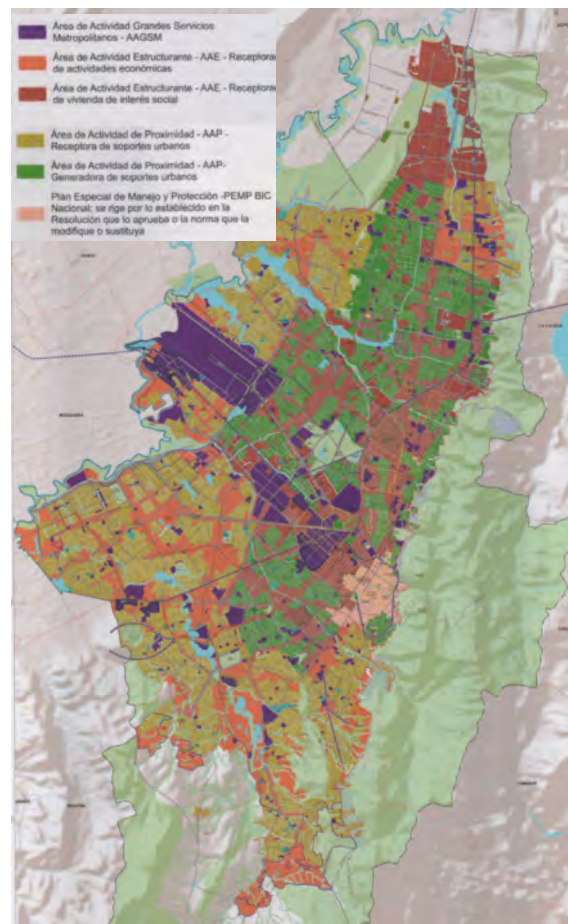 Área de Actividad Grandes Servicios
Metropolitanos - AAGSM
Área de Actividad Estructurante - AAE - Receptora
de actividades económicas
Área de Actividad Estructurante - AAE - Receptora
de vivienda de interés social
Área de Actividad de Proximidad - AAP -
Receptora de soportes urbanos
Área de Actividad de Proximidad - AAP-
Generadora de soportes urbanos
Plan Especial de Manejo y Protección -PEMP BIC
Nacional: se rige por lo establecido en la
Resolución que lo aprueba o la norma que la
modifique o sustituya
LA CALERA
MOSQUERA